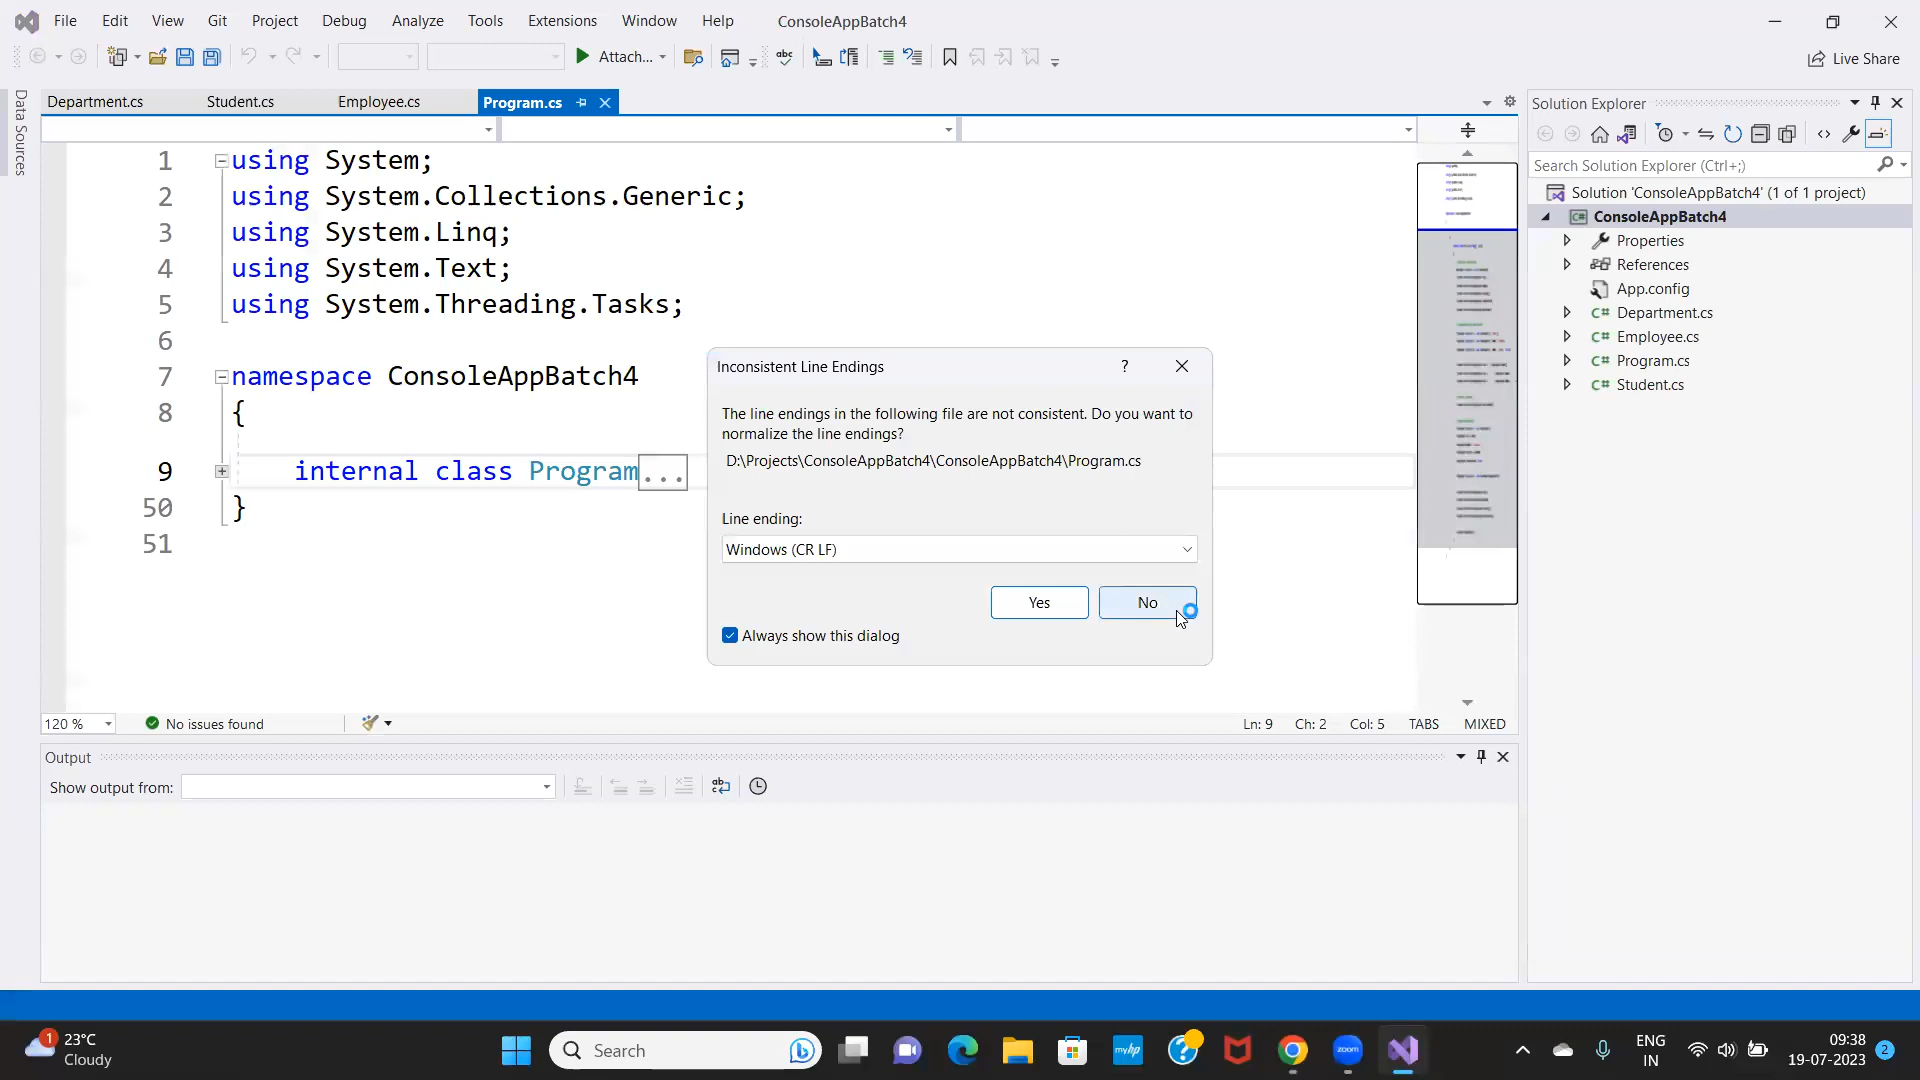 File Edit View Git Project Debug Analyze Tools Extensions Window Help ConsoleAppBatch4
Attach... abc Live Share
Data Sources
Department.cs Student.cs Employee.cs Program.cs
1 using System;
2 using System.Collections.Generic;
3 using System.Linq;
4 using System.Text;
5 using System.Threading.Tasks;
6
7 namespace ConsoleAppBatch4
8 {
9 internal class Program...
50 }
51
Inconsistent Line Endings ?
The line endings in the following file are not consistent. Do you want to
normalize the line endings?
D:\Projects\ConsoleAppBatch4\ConsoleAppBatch4\Program.cs
Line ending:
Windows (CR LF)
Yes No
Always show this dialog
120 % No issues found Ln: 9 Ch: 2 Col: 5 TABS MIXED
Output
Show output from:
Solution Explorer
Search Solution Explorer (Ctrl+;)
Solution 'ConsoleAppBatch4' (1 of 1 project)
C# ConsoleAppBatch4
Properties
References
App.config
C# Department.cs
C# Employee.cs
C# Program.cs
C# Student.cs
1 23°C
Cloudy
Search
myhp
?
zoom
ENG
IN
09:38
19-07-2023 2